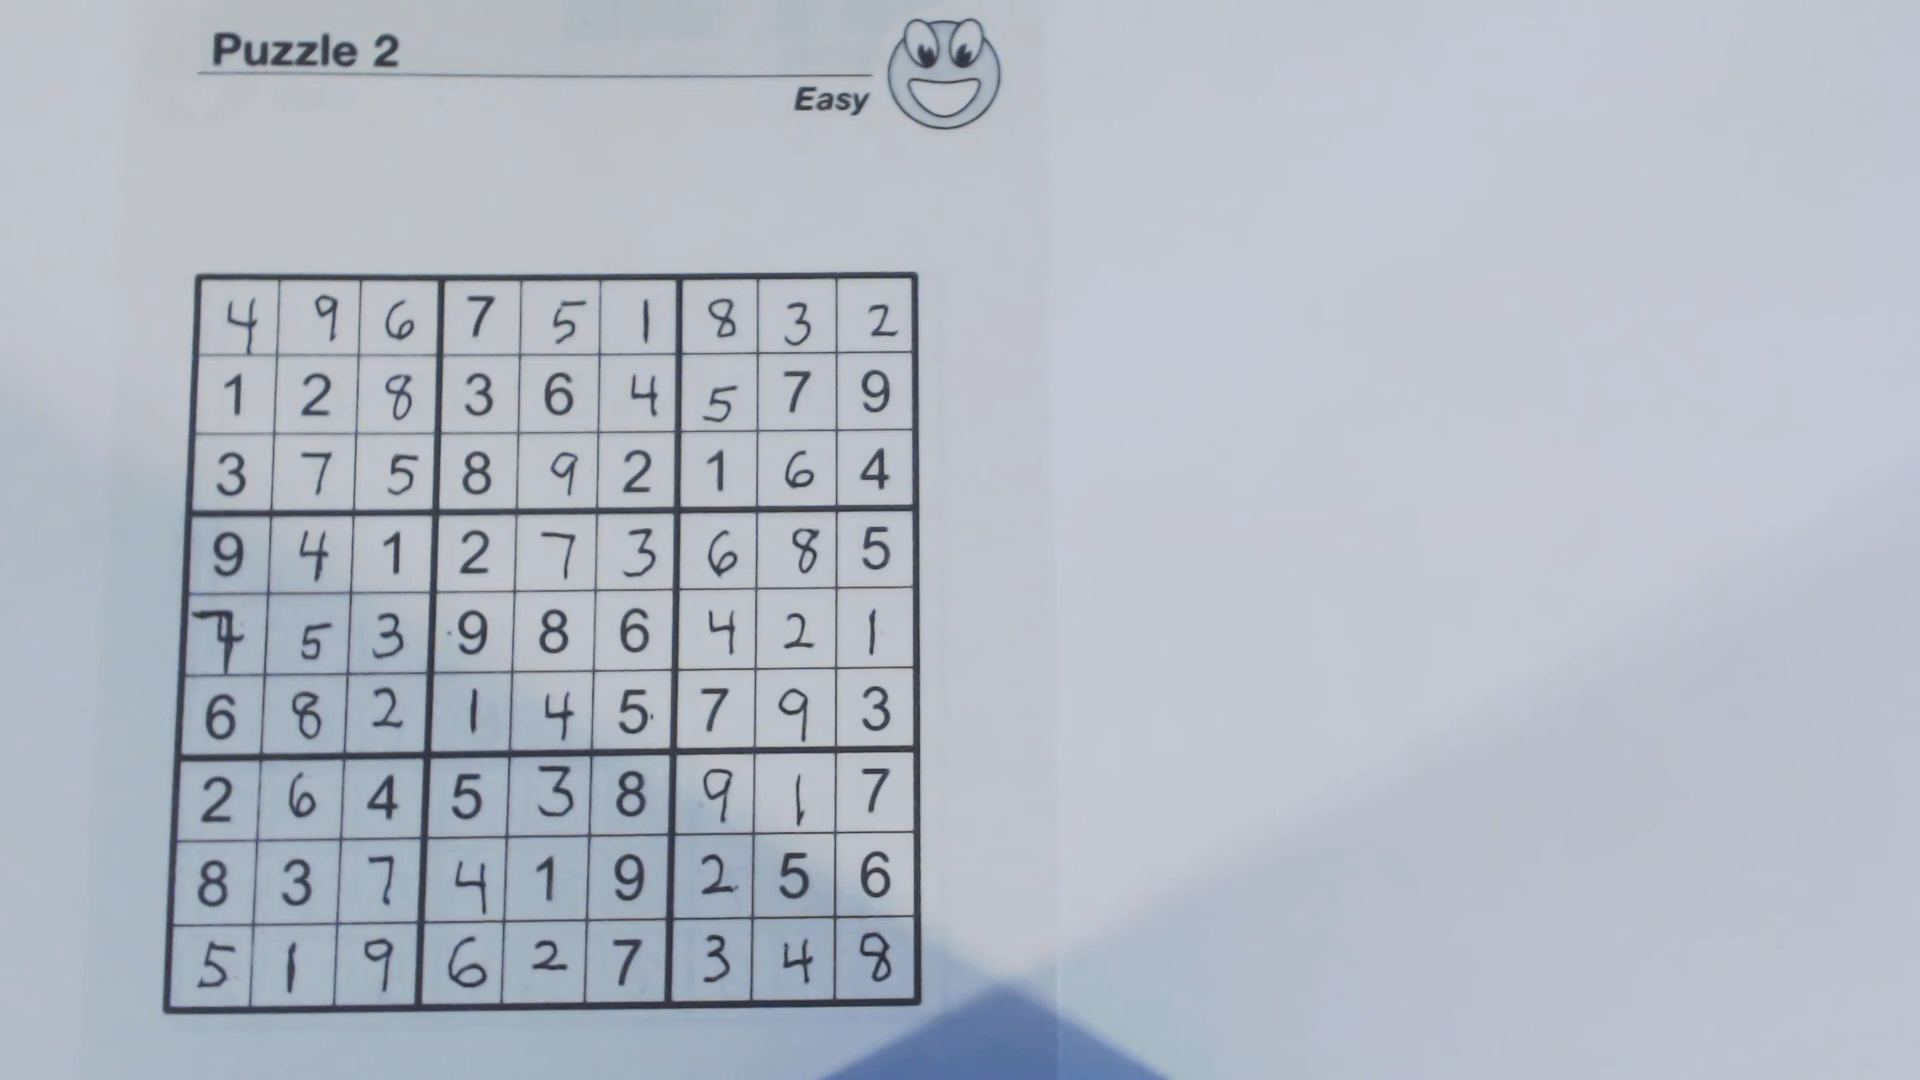 Puzzle 2
Easy
4 9 6 7 5 1 8 3 2
1 2 8 3 6 4 5 7 9
3 7 5 8 9 2 1 6 4
9 4 1 2 7 3 6 8 5
7 5 3 9 8 6 4 2 1
6 8 2 1 4 5 7 9 3
2 6 4 5 3 8 9 1 7
8 3 7 4 1 9 2 5 6
5 1 9 6 2 7 3 4 8